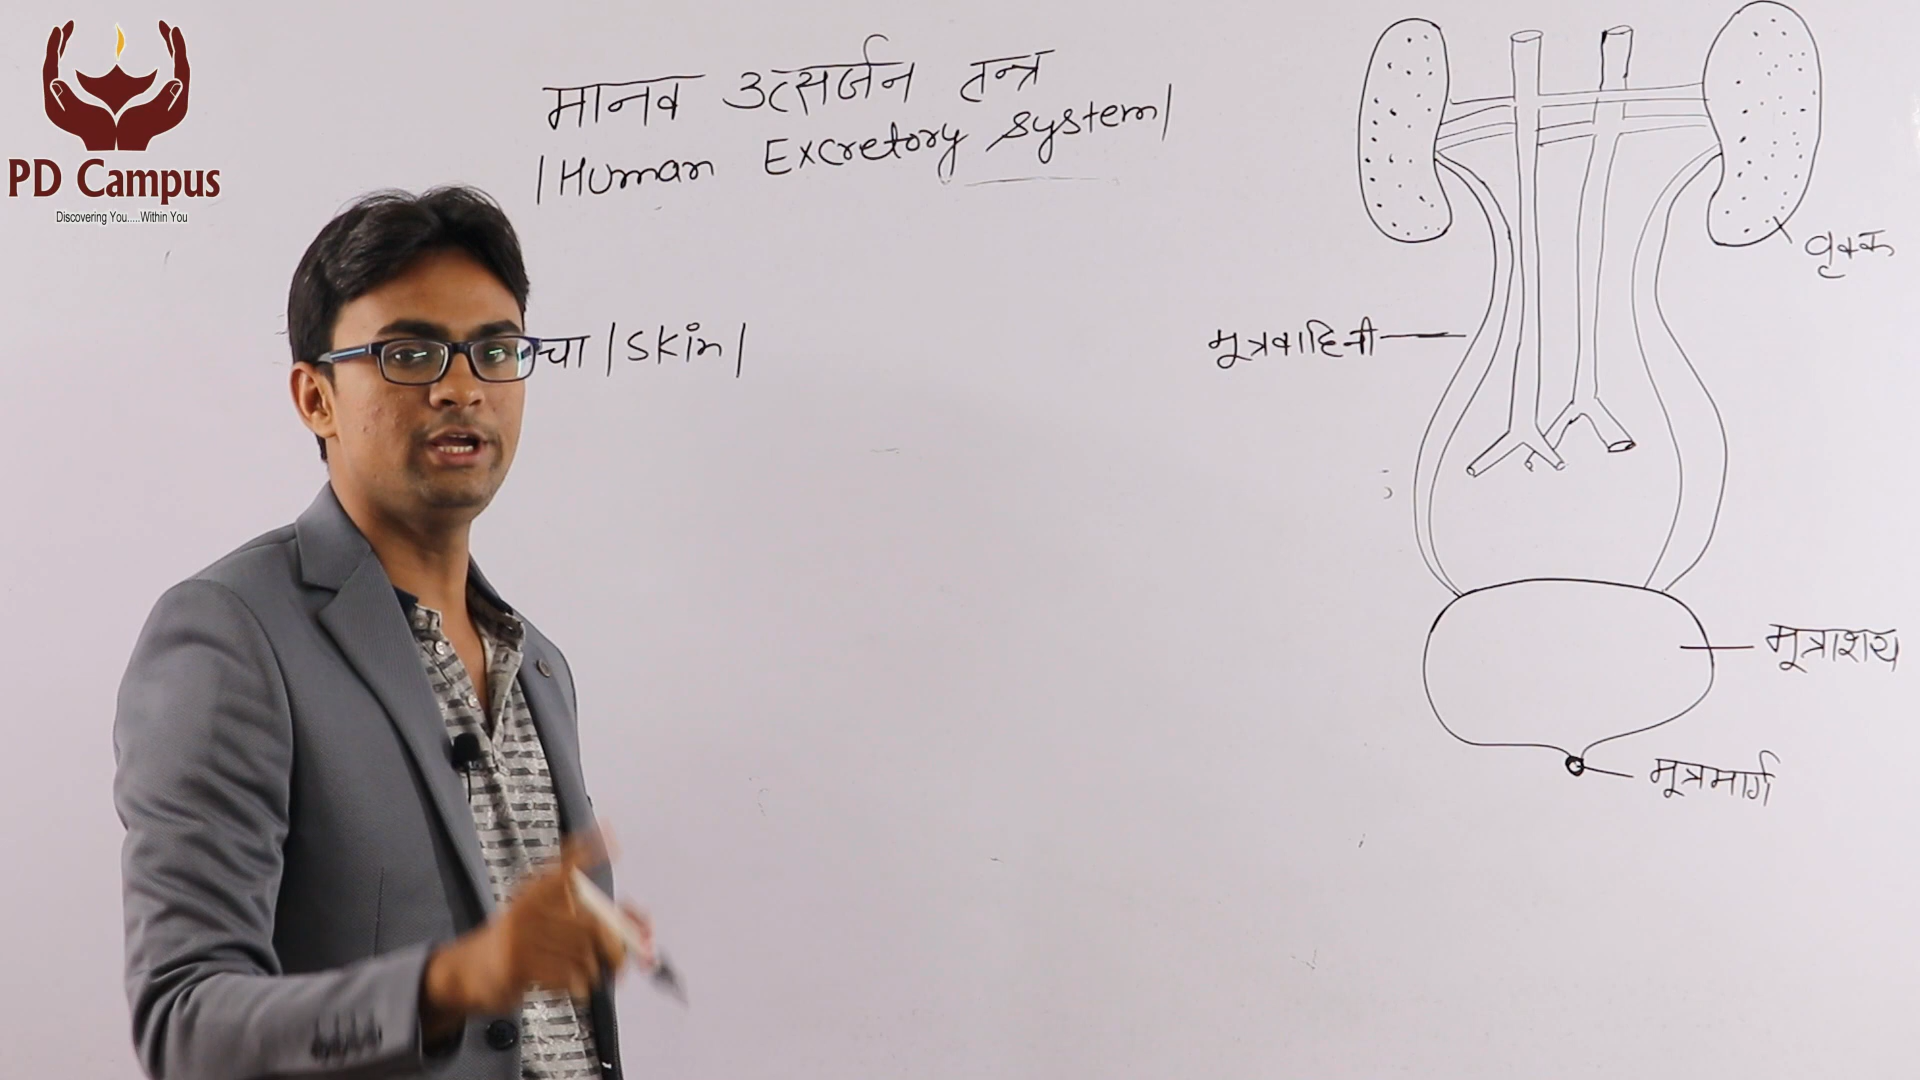 PD Campus
Discovering You.....Within You
मानव उत्सर्जन तन्त्र
|Human Excretory System|
चा |Skin|
वृक्क
मूत्रवाहिनी
मूत्राशय
मूत्रमार्ग